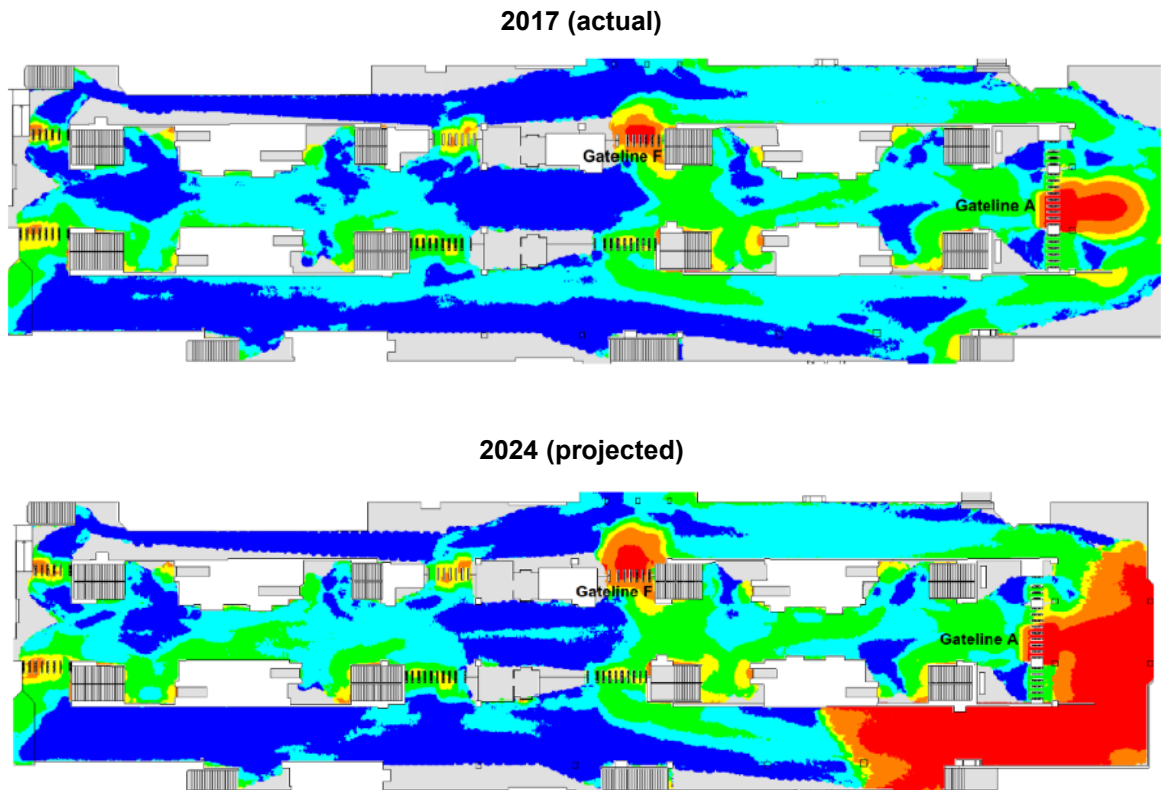 2017 (actual)
Gateline F
Gateline A
2024 (projected)
Gateline F
Gateline A